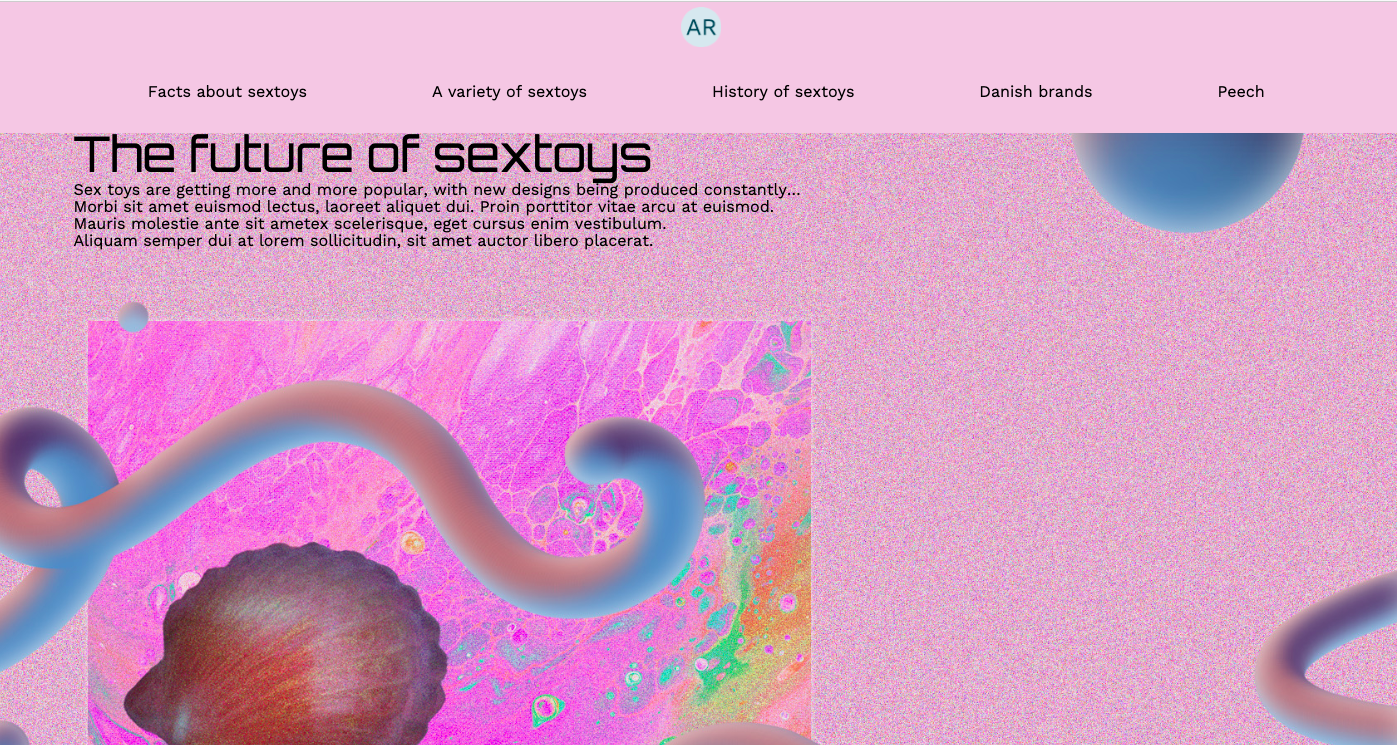 AR
Facts about sextoys A variety of sextoys History of sextoys Danish brands Peech
The future of sextoys
Sex toys are getting more and more popular, with new designs being produced constantly...
Morbi sit amet euismod lectus, laoreet aliquet dui. Proin porttitor vitae arcu at euismod.
Mauris molestie ante sit ametex scelerisque, eget cursus enim vestibulum.
Aliquam semper dui at lorem sollicitudin, sit amet auctor libero placerat.